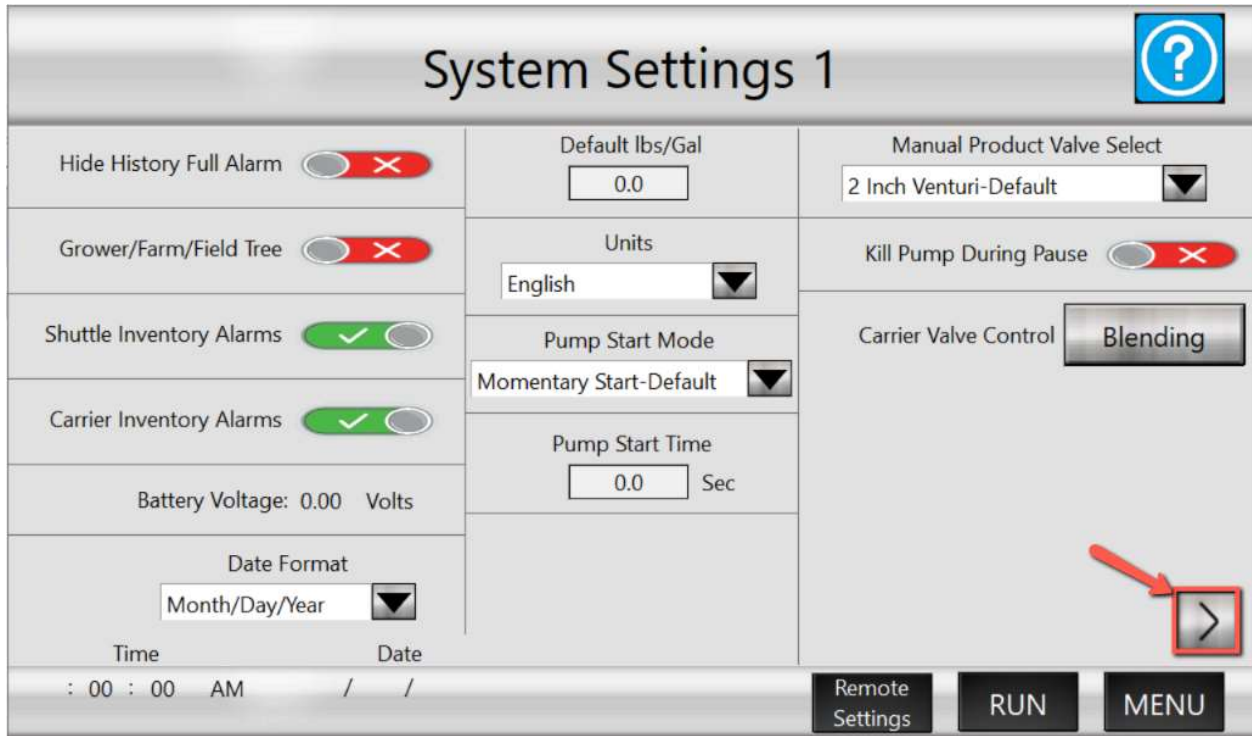 System Settings 1
?
Hide History Full Alarm
Grower/Farm/Field Tree
Shuttle Inventory Alarms
Carrier Inventory Alarms
Battery Voltage: 0.00 Volts
Date Format
Month/Day/Year
Time Date
: 00 : 00 AM / /
Default lbs/Gal
0.0
Units
English
Pump Start Mode
Momentary Start-Default
Pump Start Time
0.0 Sec
Manual Product Valve Select
2 Inch Venturi-Default
Kill Pump During Pause
Carrier Valve Control Blending
>
Remote
Settings
RUN
MENU